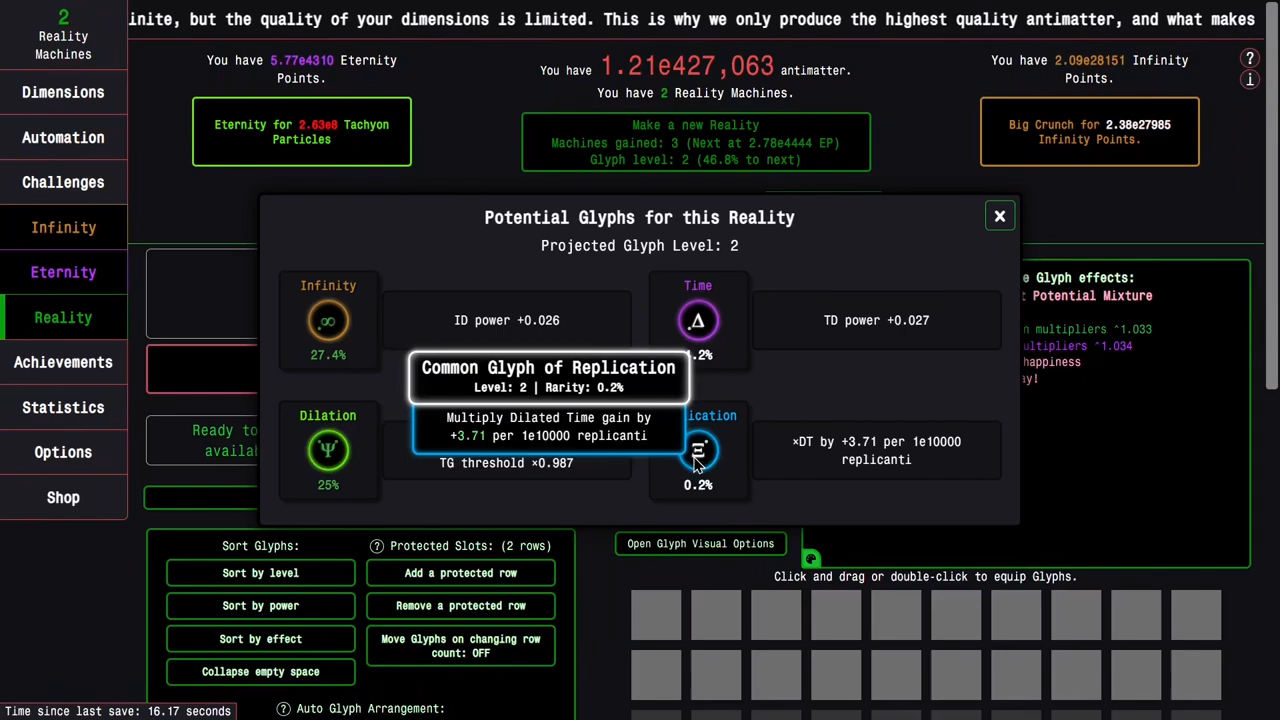 2
Reality
Machines
Dimensions
Automation
Challenges
Infinity
Eternity
Reality
Achievements
Statistics
Options
Shop
inite, but the quality of your dimensions is limited. This is why we only produce the highest quality antimatter, and what makes
You have 5.77e4310 Eternity
Points.
Eternity for 2.63e8 Tachyon
Particles
You have 1.21e427,063 antimatter.
You have 2 Reality Machines.
Make a new Reality
Machines gained: 3 (Next at 2.78e4444 EP)
Glyph level: 2 (46.8% to next)
You have 2.09e28151 Infinity
Points.
Big Crunch for 2.38e27985
Infinity Points.
?
i
Potential Glyphs for this Reality
Projected Glyph Level: 2
×
Infinity
∞
27.4%
ID power +0.026
Time
Δ
.2%
TD power +0.027
Common Glyph of Replication
Level: 2 | Rarity: 0.2%
Multiply Dilated Time gain by
+3.71 per 1e10000 replicanti
Dilation
Ψ
25%
TG threshold ×0.987
ication
Ξ
0.2%
×DT by +3.71 per 1e10000
replicanti
e Glyph effects:
t Potential Mixture
n multipliers ^1.033
ultipliers ^1.034
happiness
ay!
Ready to
availa
Sort Glyphs:
Sort by level
Sort by power
Sort by effect
Collapse empty space
? Protected Slots: (2 rows)
Add a protected row
Remove a protected row
Move Glyphs on changing row
count: OFF
? Auto Glyph Arrangement:
Open Glyph Visual Options
Click and drag or double-click to equip Glyphs.
Time since last save: 16.17 seconds